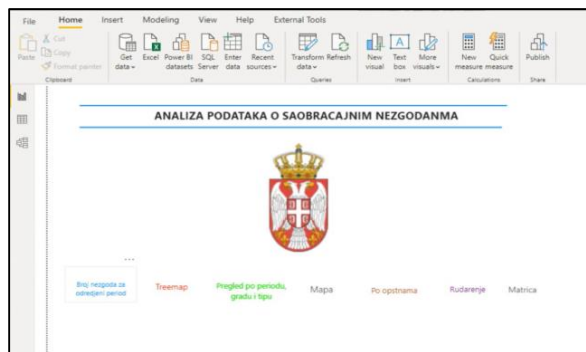 File Home Insert Modeling View Help External Tools
Paste
Cut
Copy
Format painter
Clipboard
Get data
Excel
Power BI datasets
SQL Server
Enter data
Recent sources
Data
Transform data
Refresh
Queries
New visual
Text box
More visuals
Insert
New measure
Quick measure
Calculations
Publish
Share
ANALIZA PODATAKA O SAOBRACAJNIM NEZGODANMA
Broj nezgoda za
odredjeni period
Treemap
Pregled po periodu,
gradu i tipu
Mapa
Po opstnama
Rudarenje
Matrica